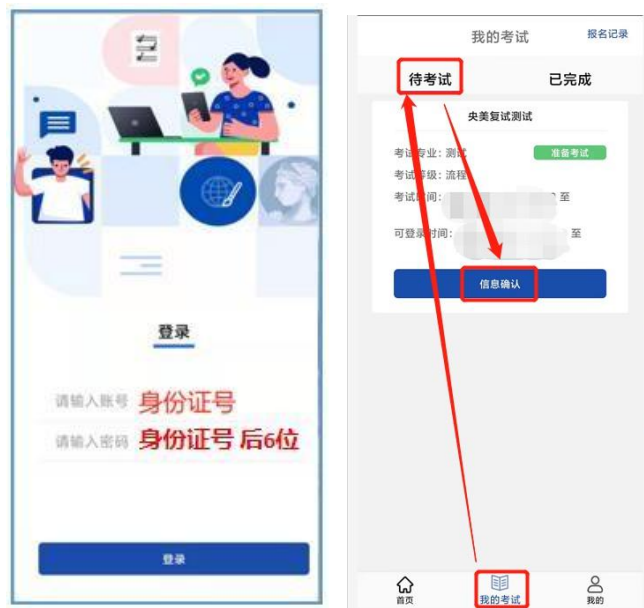 登录
请输入账号 身份证号
请输入密码 身份证号 后6位
登录
我的考试 报名记录
待考试 已完成
央美复试测试
考试专业: 测试 准备考试
考试等级: 流程
考试时间: 至
可登录时间: 至
信息确认
首页 我的考试 我的